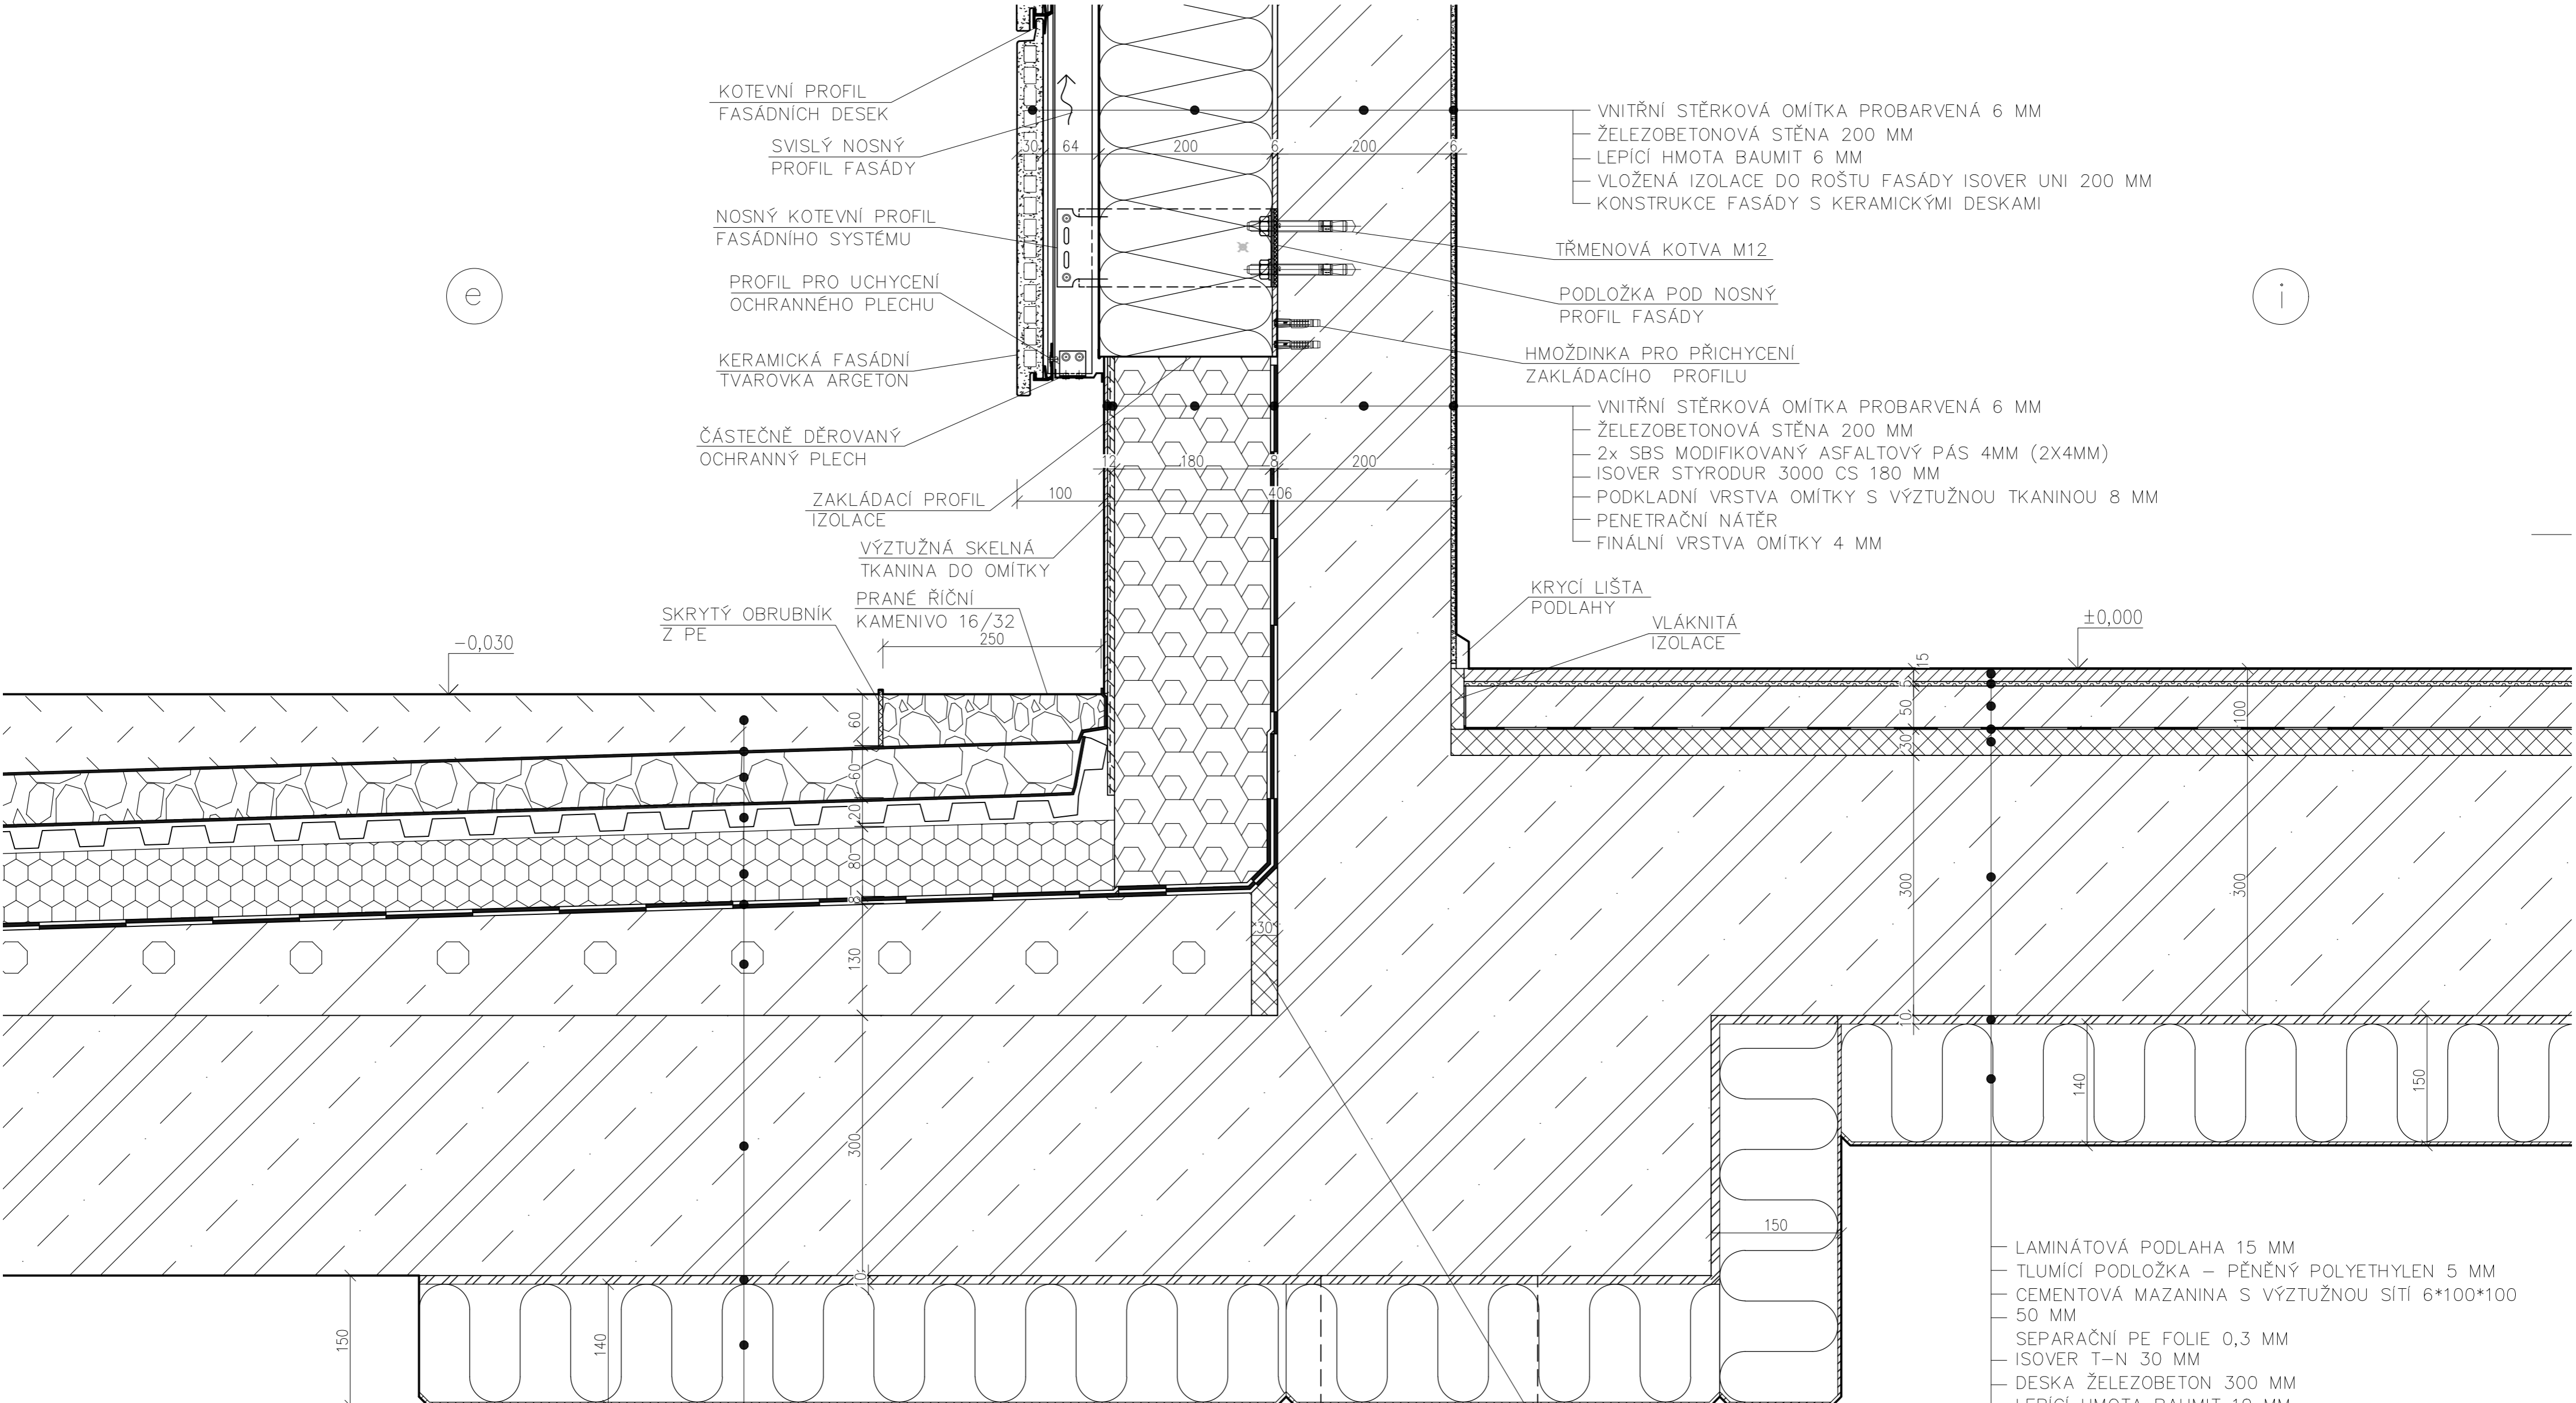 KOTEVNÍ PROFIL
FASÁDNÍCH DESEK
SVISLÝ NOSNÝ
PROFIL FASÁDY
NOSNÝ KOTEVNÍ PROFIL
FASÁDNÍHO SYSTÉMU
PROFIL PRO UCHYCENÍ
OCHRANNÉHO PLECHU
KERAMICKÁ FASÁDNÍ
TVAROVKA ARGETON
ČÁSTEČNĚ DĚROVANÝ
OCHRANNÝ PLECH
ZAKLÁDACÍ PROFIL
IZOLACE
VÝZTUŽNÁ SKELNÁ
TKANINA DO OMÍTKY
PRANÉ ŘÍČNÍ
KAMENIVO 16/32
SKRYTÝ OBRUBNÍK
Z PE
e
i
30 64 200 6 200 6
VNITŘNÍ STĚRKOVÁ OMÍTKA PROBARVENÁ 6 MM
ŽELEZOBETONOVÁ STĚNA 200 MM
LEPÍCÍ HMOTA BAUMIT 6 MM
VLOŽENÁ IZOLACE DO ROŠTU FASÁDY ISOVER UNI 200 MM
KONSTRUKCE FASÁDY S KERAMICKÝMI DESKAMI
TŘMENOVÁ KOTVA M12
PODLOŽKA POD NOSNÝ
PROFIL FASÁDY
HMOŽDINKA PRO PŘICHYCENÍ
ZAKLÁDACÍHO PROFILU
VNITŘNÍ STĚRKOVÁ OMÍTKA PROBARVENÁ 6 MM
ŽELEZOBETONOVÁ STĚNA 200 MM
2x SBS MODIFIKOVANÝ ASFALTOVÝ PÁS 4MM (2X4MM)
ISOVER STYRODUR 3000 CS 180 MM
PODKLADNÍ VRSTVA OMÍTKY S VÝZTUŽNOU TKANINOU 8 MM
PENETRAČNÍ NÁTĚR
FINÁLNÍ VRSTVA OMÍTKY 4 MM
12 180 8 200
100 406
KRYCÍ LIŠTA
PODLAHY
VLÁKNITÁ
IZOLACE
±0,000
-0,030
250
60
60
20
80
8
130
300
10
30
15
5
50
30
300
10
100
300
140
150
150
150
140
LAMINÁTOVÁ PODLAHA 15 MM
TLUMÍCÍ PODLOŽKA – PĚNĚNÝ POLYETHYLEN 5 MM
CEMENTOVÁ MAZANINA S VÝZTUŽNOU SÍTÍ 6*100*100
50 MM
SEPARAČNÍ PE FOLIE 0,3 MM
ISOVER T-N 30 MM
DESKA ŽELEZOBETON 300 MM
LEPÍCÍ HMOTA BAUMIT 10 MM